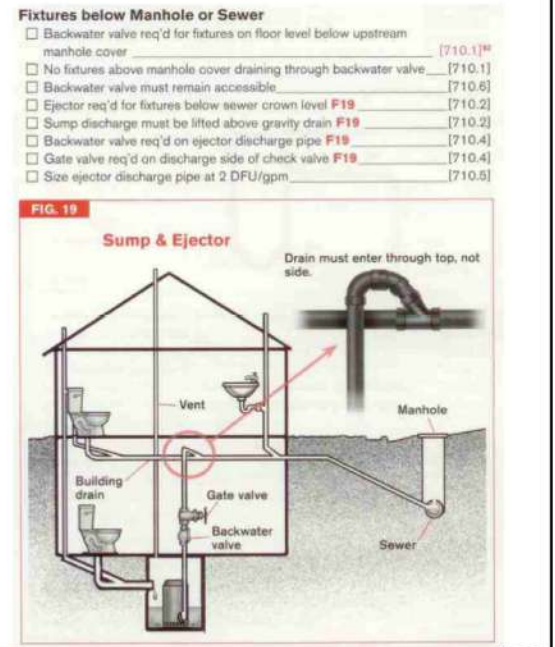 Fixtures below Manhole or Sewer
☐ Backwater valve req'd for fixtures on floor level below upstream
manhole cover [710.1]
☐ No fixtures above manhole cover draining through backwater valve [710.1]
☐ Backwater valve must remain accessible [710.6]
☐ Ejector req'd for fixtures below sewer crown level F19 [710.2]
☐ Sump discharge must be lifted above gravity drain F19 [710.2]
☐ Backwater valve req'd on ejector discharge pipe F19 [710.4]
☐ Gate valve req'd on discharge side of check valve F19 [710.4]
☐ Size ejector discharge pipe at 2 DFU/gpm [710.5]
FIG. 19
Sump & Ejector
Drain must enter through top, not
side.
Vent
Manhole
Building
drain
Gate valve
Backwater
valve
Sewer